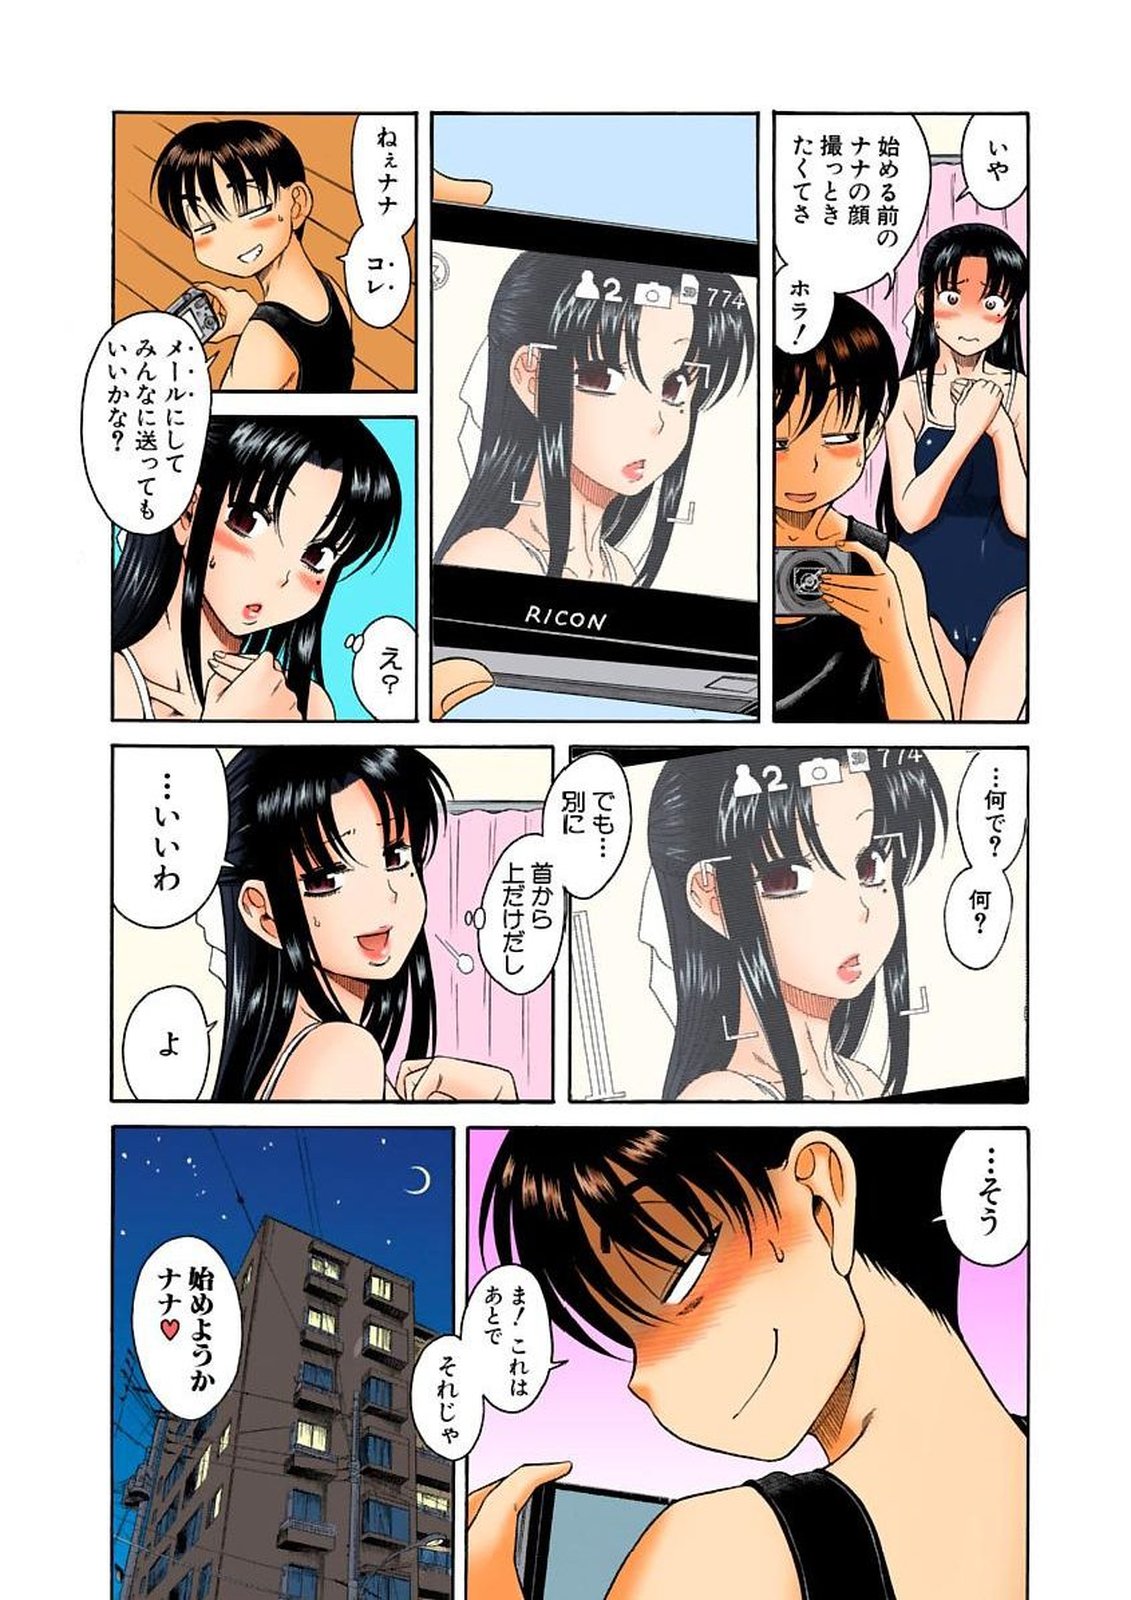 いや
始める前の
ナナの顔
撮っとき
たくてさ
ホラ!
2
774
RICON
ねぇナナ
コレ
メールにして
みんなに送っても
いいかな?
え?
…何で?
何?
2
774
でも…
別に
首から
上だけだし
…いいわ
よ
…そう
ま!これは
あとで
それじゃ
始めようか
ナナ♥